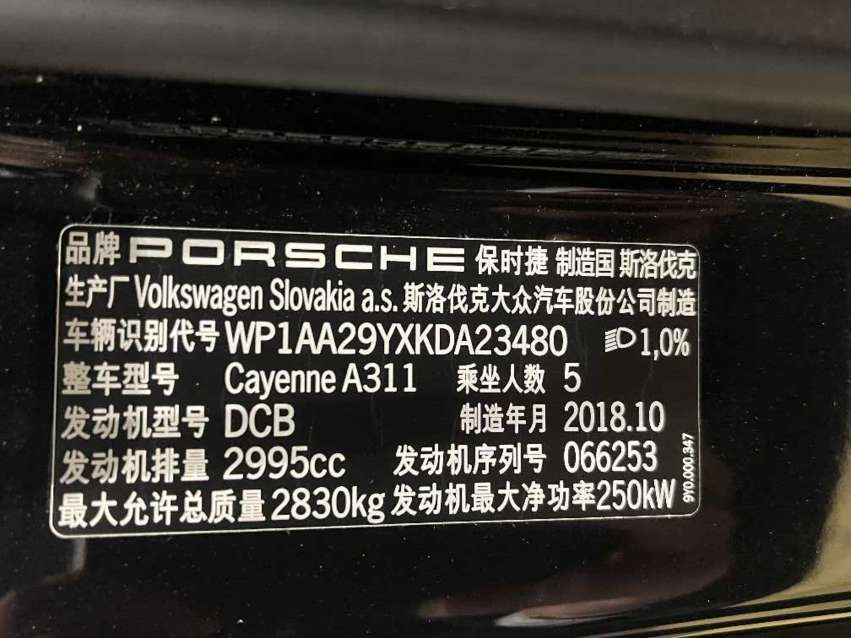 品牌 PORSCHE 保时捷 制造国 斯洛伐克
生产厂 Volkswagen Slovakia a.s. 斯洛伐克大众汽车股份公司制造
车辆识别代号 WP1AA29YXKDA23480 1,0%
整车型号 Cayenne A311 乘坐人数 5
发动机型号 DCB 制造年月 2018.10
发动机排量 2995cc 发动机序列号 066253
最大允许总质量 2830kg 发动机最大净功率 250kW
9Y0.000.347